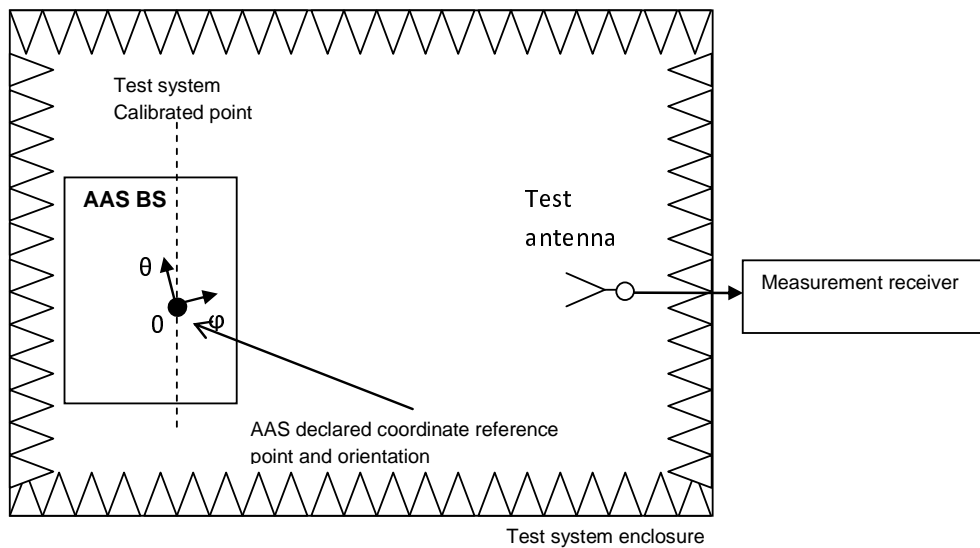 Test system
Calibrated point
AAS BS
Test
antenna
θ
0
φ
Measurement receiver
AAS declared coordinate reference
point and orientation
Test system enclosure